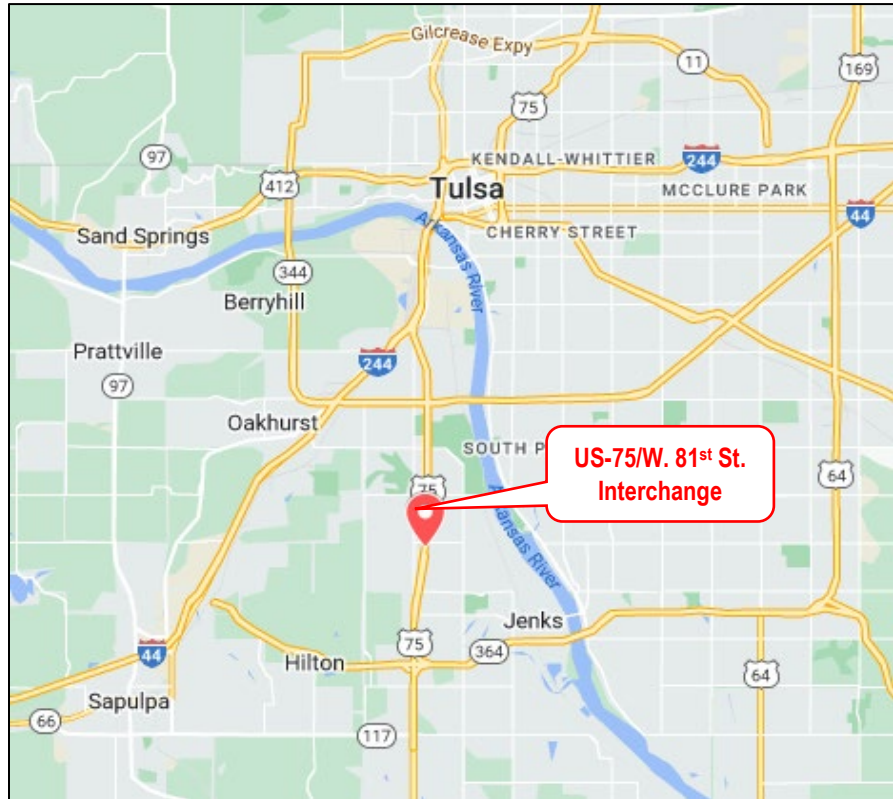 Gilcrease Expy
11
169
75
97
KENDALL-WHITTIER
244
412
Tulsa
MCCLURE PARK
44
Sand Springs
Arkansas River
CHERRY STREET
344
Berryhill
Prattville
244
97
Oakhurst
SOUTH P
US-75/W. 81st St.
Interchange
64
75
Arkansas River
Jenks
75
364
44
Hilton
64
Sapulpa
66
117